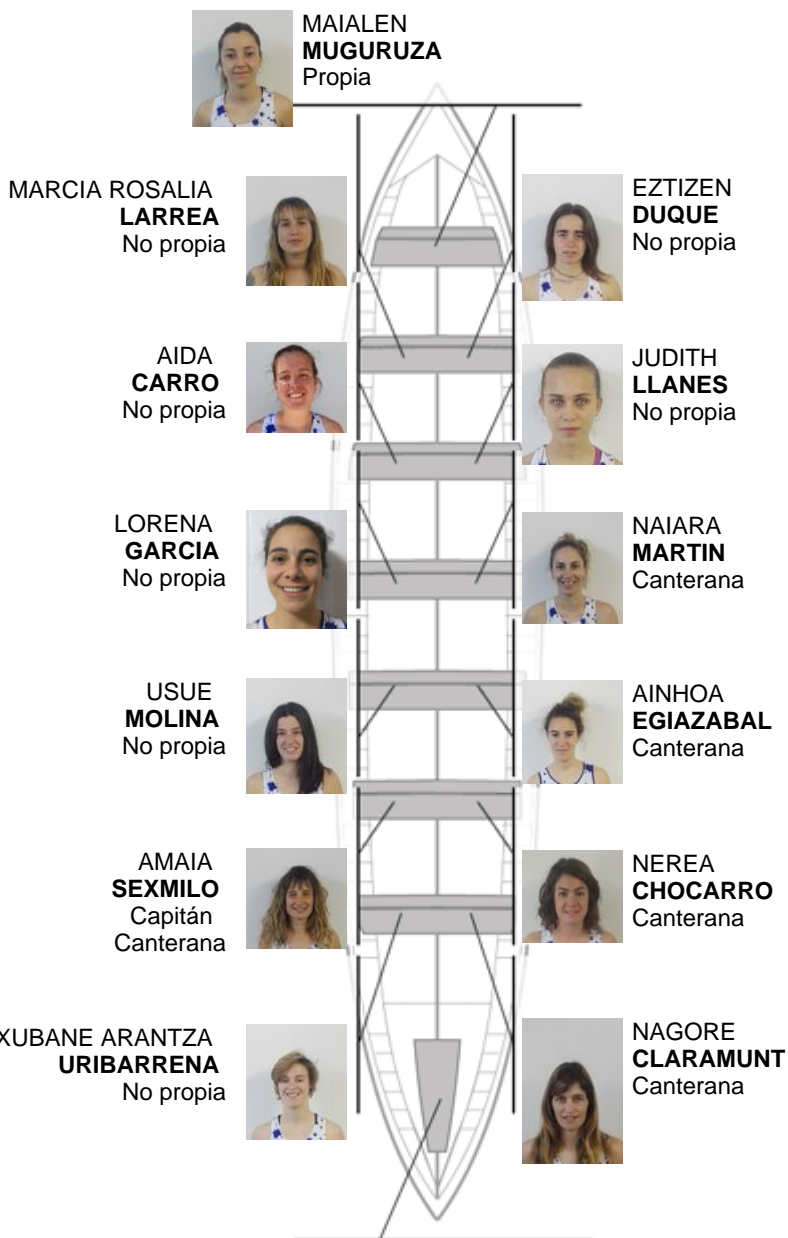 MAIALEN
MUGURUZA
Propia
MARCIA ROSALIA
LARREA
No propia
EZTIZEN
DUQUE
No propia
AIDA
CARRO
No propia
JUDITH
LLANES
No propia
LORENA
GARCIA
No propia
NAIARA
MARTIN
Canterana
USUE
MOLINA
No propia
AINHOA
EGIAZABAL
Canterana
AMAIA
SEXMILO
Capitán
Canterana
NEREA
CHOCARRO
Canterana
XUBANE ARANTZA
URIBARRENA
No propia
NAGORE
CLARAMUNT
Canterana